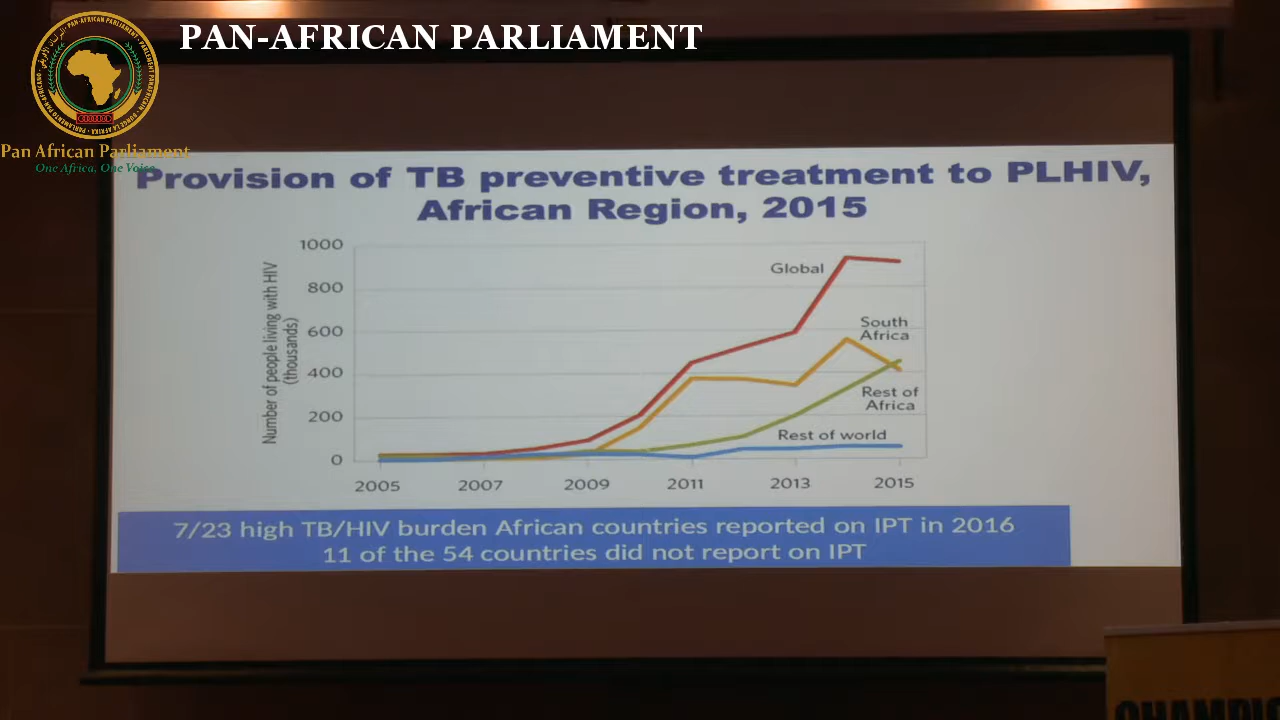 PAN-AFRICAN PARLIAMENT
Pan African Parliament
One Africa, One Voice
Provision of TB preventive treatment to PLHIV,
African Region, 2015
Number of people living with HIV
(thousands)
1000
800
600
400
200
0
Global
South
Africa
Rest of
Africa
Rest of world
2005
2007
2009
2011
2013
2015
7/23 high TB/HIV burden African countries reported on IPT in 2016
11 of the 54 countries did not report on IPT